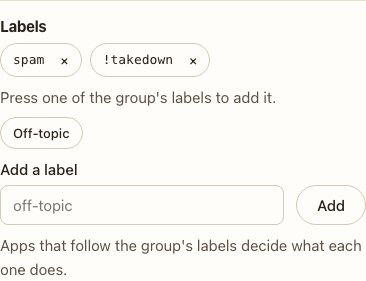 Labels
spam × !takedown ×
Press one of the group's labels to add it.
Off-topic
Add a label
off-topic Add
Apps that follow the group's labels decide what each
one does.